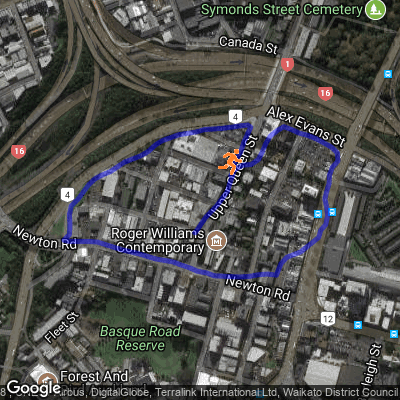 Symonds Street Cemetery
Canada St
1
16
4
Alex Evans St
16
Upper Queen St
4
Roger Williams
Contemporary
Newton Rd
Newton Rd
12
Fleet St
Basque Road
Reserve
leigh St
Forest And
Google
rbus, DigitalGlobe, Terralink International Ltd, Waikato District Council